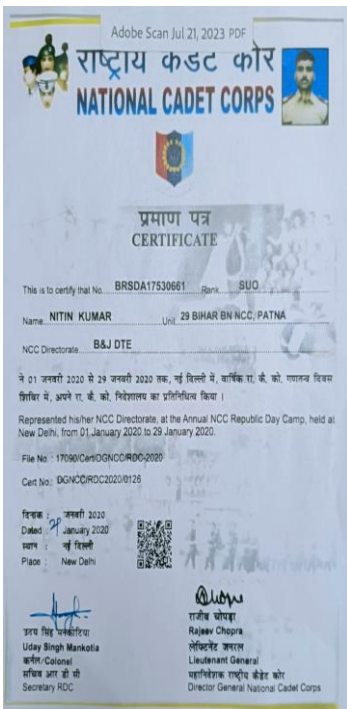 Adobe Scan Jul 21, 2023 PDF
राष्ट्रीय कैडेट कोर
NATIONAL CADET CORPS
प्रमाण पत्र
CERTIFICATE
This is to certify that No. BRSDA17530661 Rank SUO
Name NITIN KUMAR Unit 29 BIHAR BN NCC, PATNA
NCC Directorate B&J DTE
ने 01 जनवरी 2020 से 29 जनवरी 2020 तक, नई दिल्ली में, वार्षिक रा. कै. को. गणतन्त्र दिवस
शिविर में, अपने रा. कै. को. निदेशालय का प्रतिनिधित्व किया ।
Represented his/her NCC Directorate, at the Annual NCC Republic Day Camp, held at
New Delhi, from 01 January 2020 to 29 January 2020.
File No. : 17090/Cert/DGNCC/RDC-2020
Cert No.: DGNCC/RDC2020/0126
दिनांक : जनवरी 2020
Dated January 2020
स्थान : नई दिल्ली
Place : New Delhi
उदय सिंह मनकोटिया
Uday Singh Mankotia
कर्नल/Colonel
सचिव आर डी सी
Secretary RDC
राजीव चोपड़ा
Rajeev Chopra
लेफ्टिनेंट जनरल
Lieutenant General
महानिदेशक राष्ट्रीय कैडेट कोर
Director General National Cadet Corps